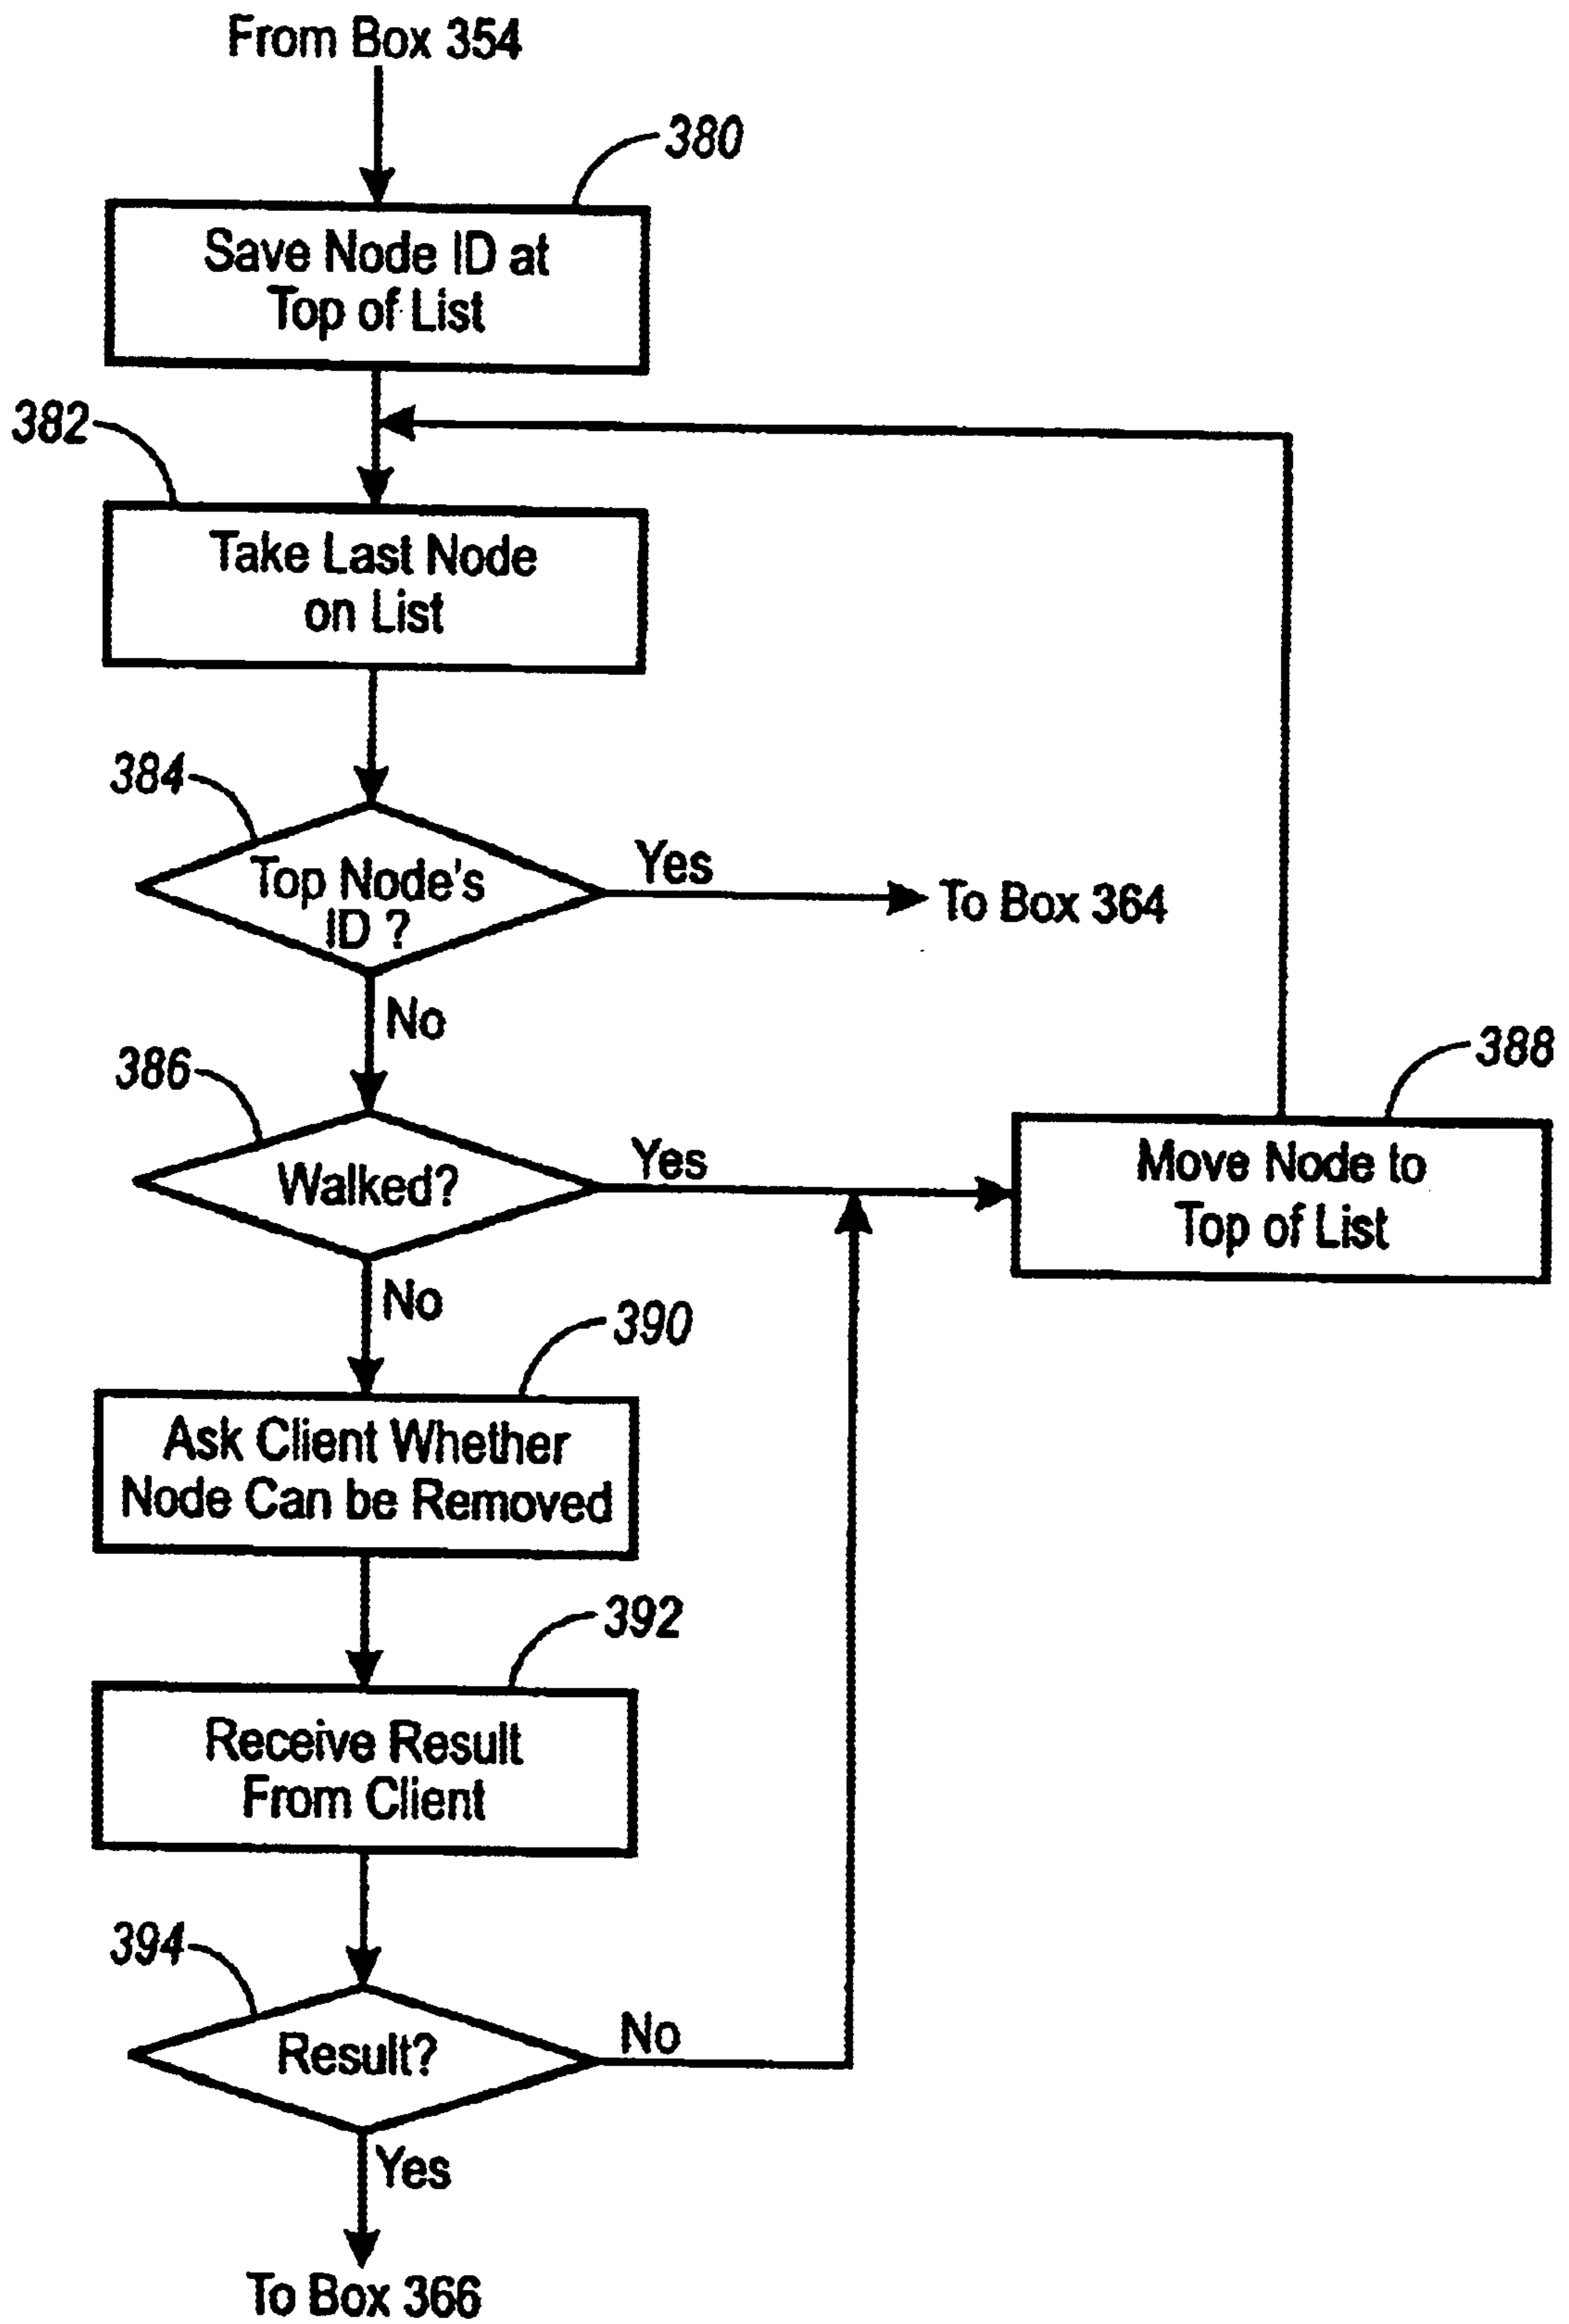 From Box 354
380
Save Node ID at
Top of List
382
Take Last Node
on List
384
Top Node's
ID ?
Yes
To Box 364
No
386
Walked?
Yes
388
Move Node to
Top of List
No
390
Ask Client Whether
Node Can be Removed
392
Receive Result
From Client
394
Result?
No
Yes
To Box 366